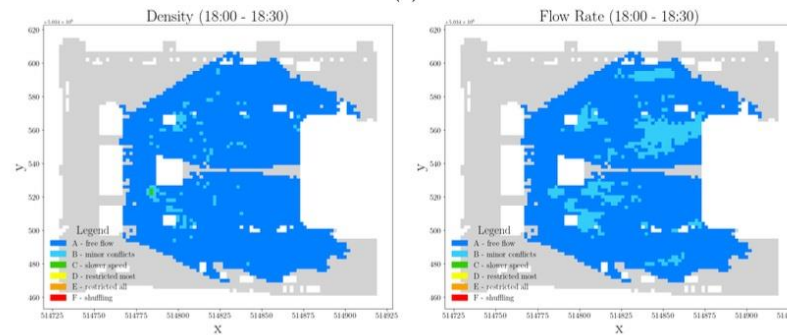 Density (18:00 - 18:30)
620
600
580
560
540
520
500
480
460
y
Legend
A - free flow
B - minor conflicts
C - slower speed
D - restricted most
E - restricted all
F - shuffling
514725
514750
514775
514800
514825
514850
514875
514900
514925
x
Flow Rate (18:00 - 18:30)
620
600
580
560
540
520
500
480
460
y
Legend
A - free flow
B - minor conflicts
C - slower speed
D - restricted most
E - restricted all
F - shuffling
514725
514750
514775
514800
514825
514850
514875
514900
x